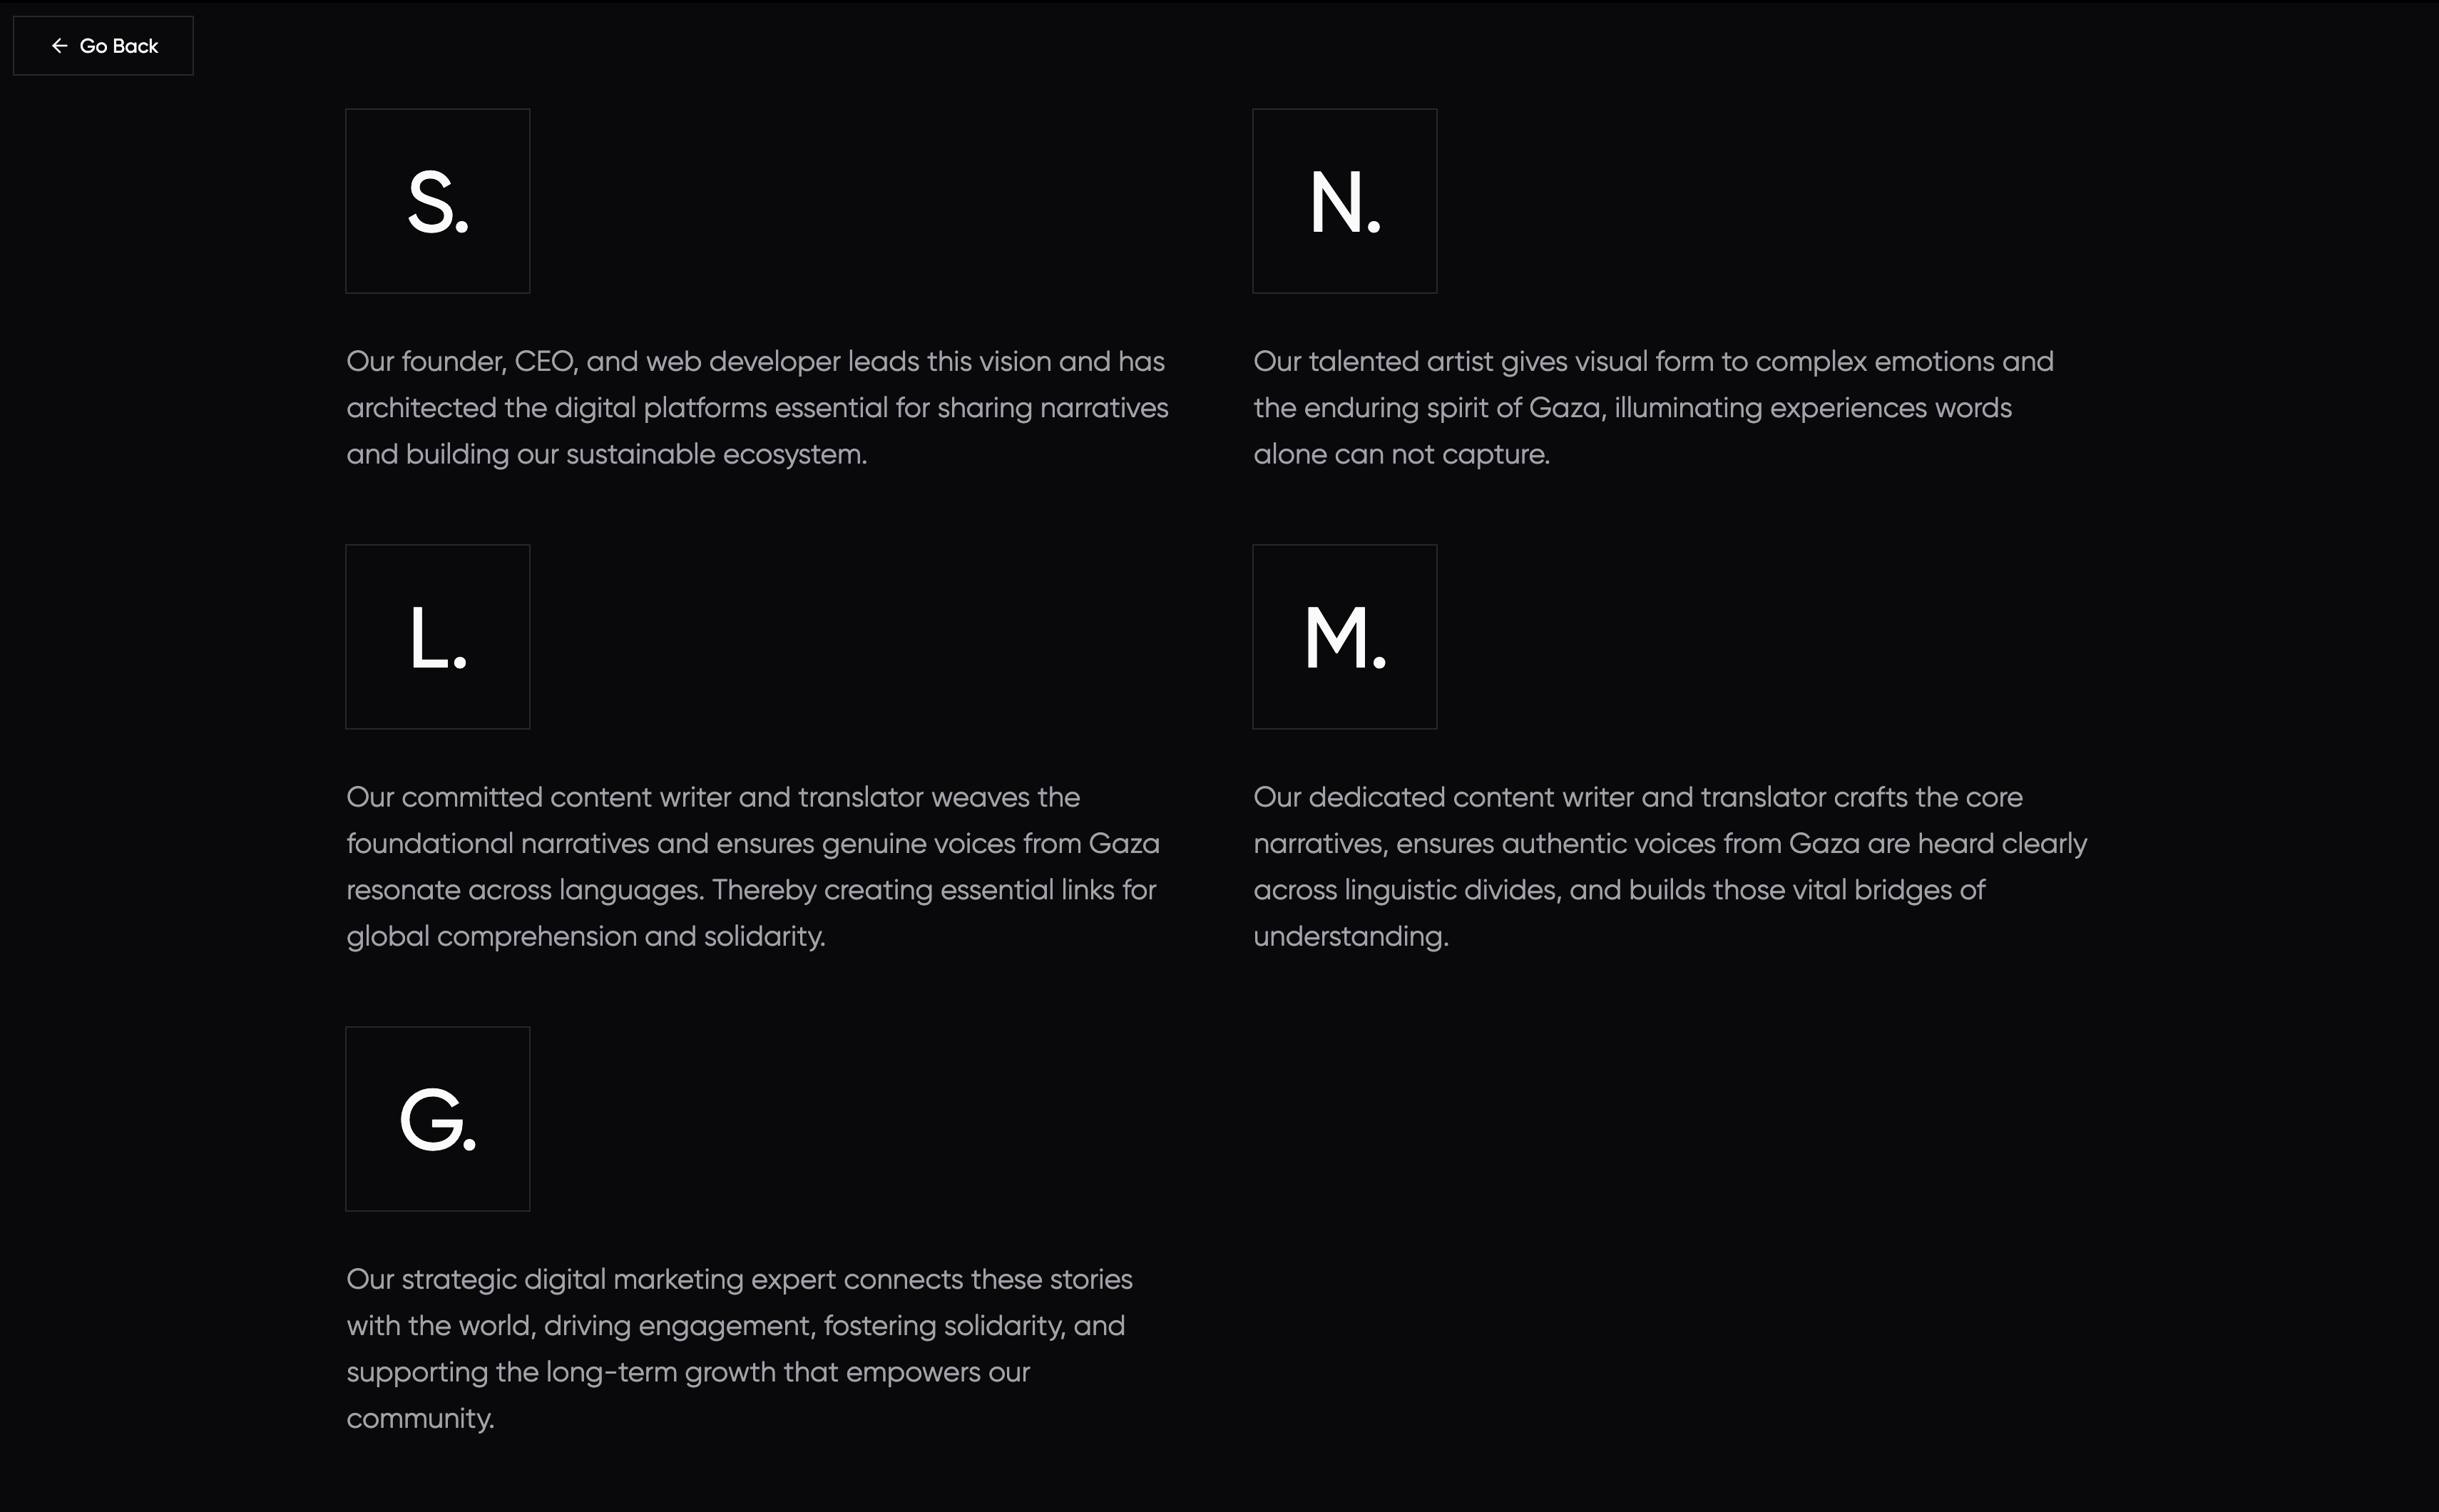 ← Go Back
S.
Our founder, CEO, and web developer leads this vision and has
architected the digital platforms essential for sharing narratives
and building our sustainable ecosystem.
N.
Our talented artist gives visual form to complex emotions and
the enduring spirit of Gaza, illuminating experiences words
alone can not capture.
L.
Our committed content writer and translator weaves the
foundational narratives and ensures genuine voices from Gaza
resonate across languages. Thereby creating essential links for
global comprehension and solidarity.
M.
Our dedicated content writer and translator crafts the core
narratives, ensures authentic voices from Gaza are heard clearly
across linguistic divides, and builds those vital bridges of
understanding.
G.
Our strategic digital marketing expert connects these stories
with the world, driving engagement, fostering solidarity, and
supporting the long-term growth that empowers our
community.